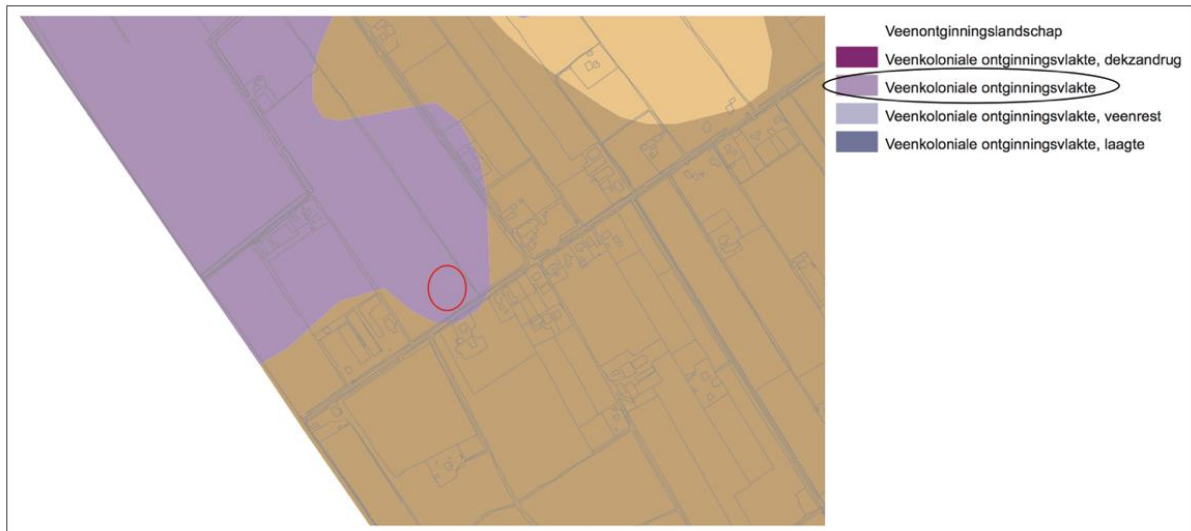 Veenontginningslandschap
Veenkoloniale ontginningsvlakte, dekzandrug
Veenkoloniale ontginningsvlakte
Veenkoloniale ontginningsvlakte, veenrest
Veenkoloniale ontginningsvlakte, laagte